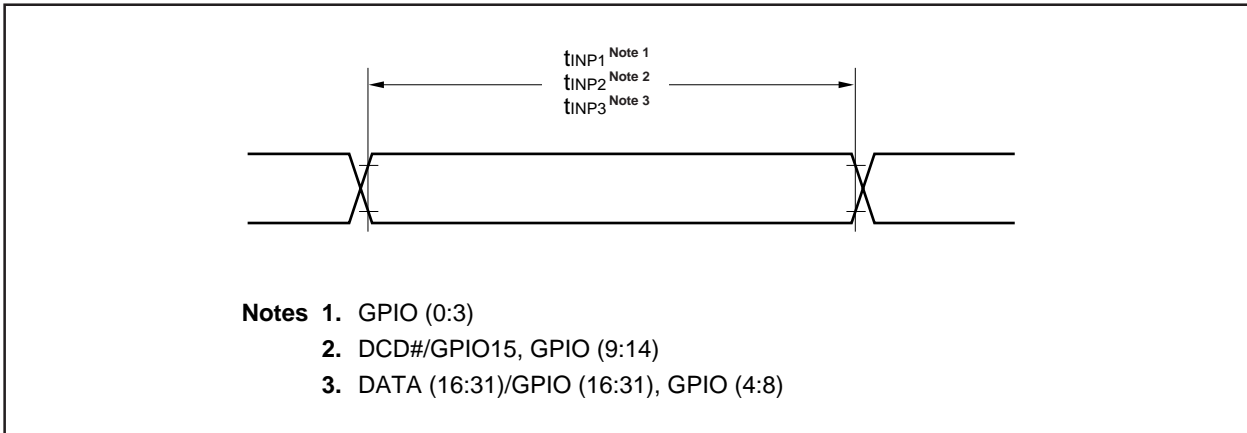 tINP1 Note 1
tINP2 Note 2
tINP3 Note 3
Notes 1. GPIO (0:3)
2. DCD#/GPIO15, GPIO (9:14)
3. DATA (16:31)/GPIO (16:31), GPIO (4:8)